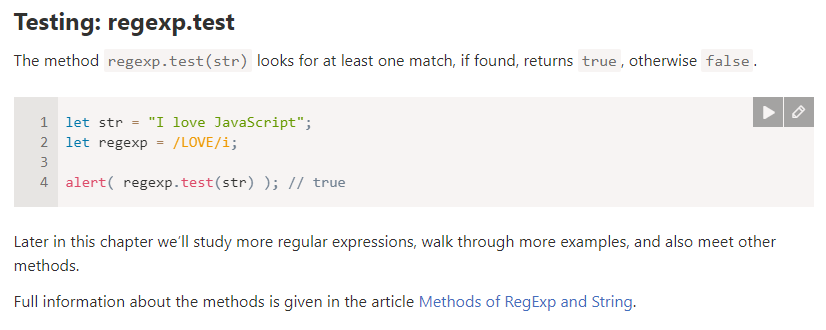 Testing: regexp.test
The method regexp.test(str) looks for at least one match, if found, returns true, otherwise false.
1 let str = "I love JavaScript";
2 let regexp = /LOVE/i;
3
4 alert( regexp.test(str) ); // true
Later in this chapter we’ll study more regular expressions, walk through more examples, and also meet other
methods.
Full information about the methods is given in the article Methods of RegExp and String.